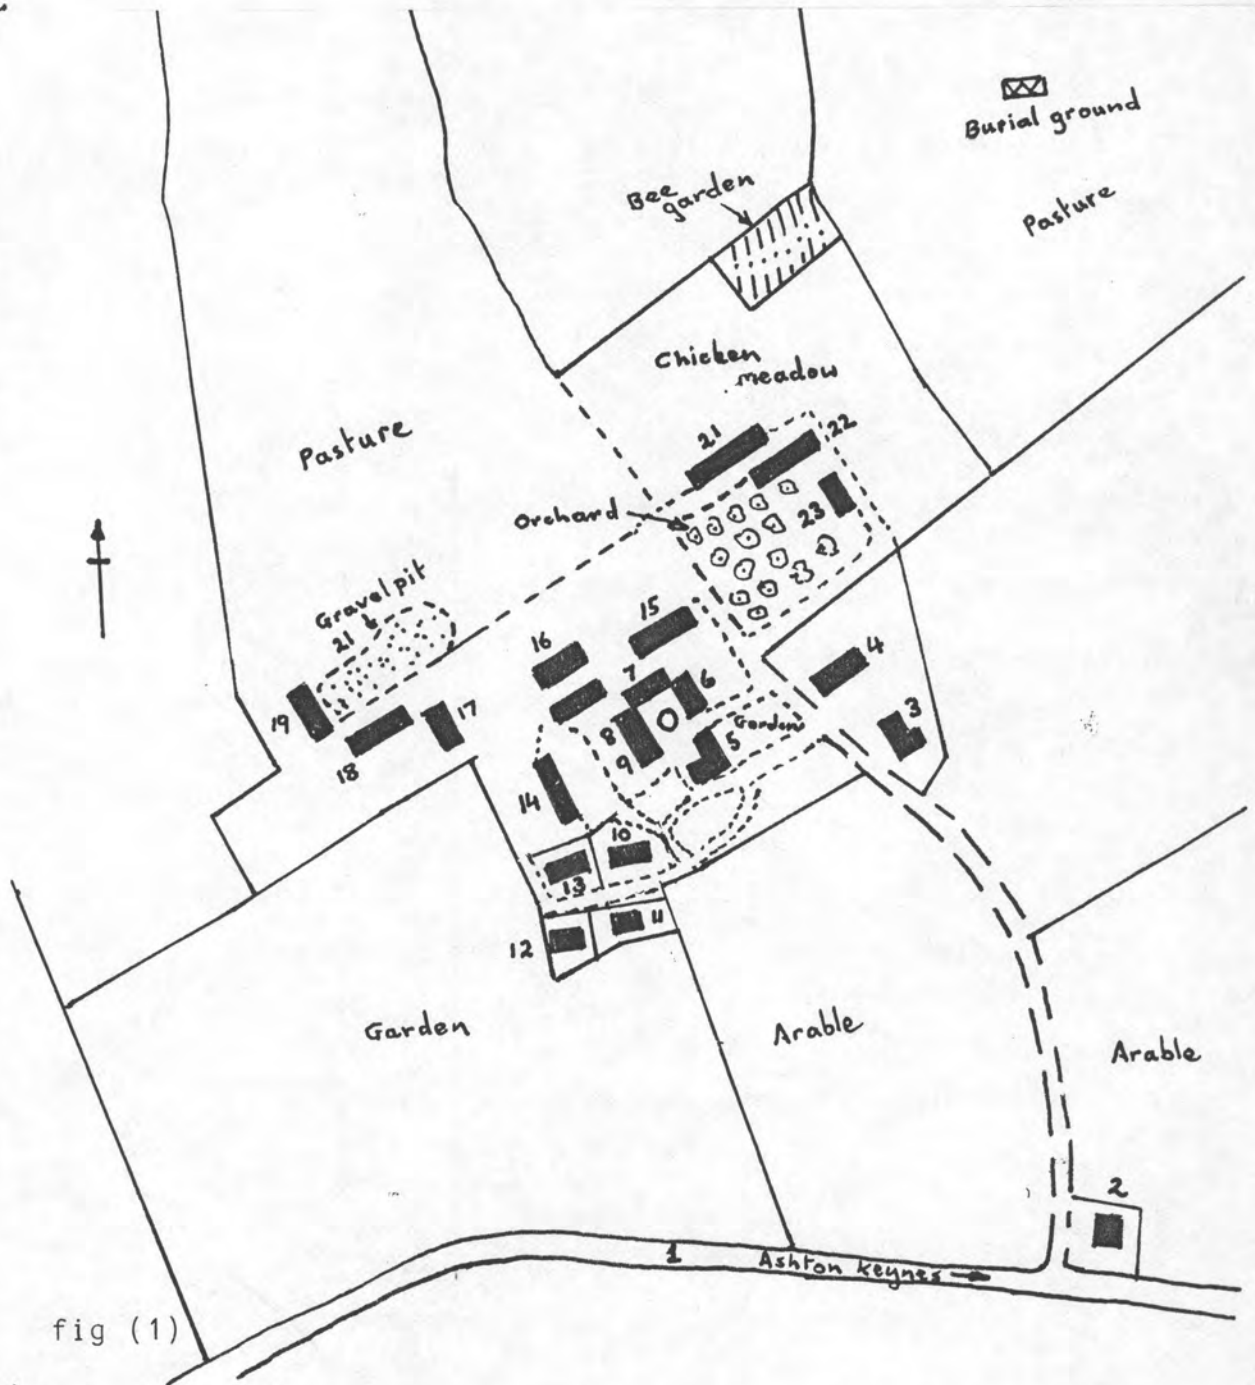 Burial ground
Pasture
Bee
garden
Chicken
meadow
Pasture
21
22
Orchard
23
Gravel pit
21
15
16
4
7
6
19
17
3
8
Garden
5
9
18
14
10
13
11
12
Garden
Arable
Arable
2
1
Ashton Keynes
fig (1)